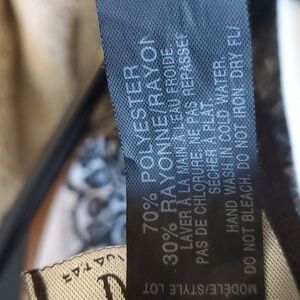 70% POLYESTER
30% RAYONNE/RAYON
LAVER À LA MAIN À L'EAU FROIDE.
PAS DE CHLORURE. NE PAS REPASSER
SÉCHER À PLAT.
HAND WASH IN COLD WATER.
DO NOT BLEACH. DO NOT IRON. DRY FL/
MODELE/STYLE LOT